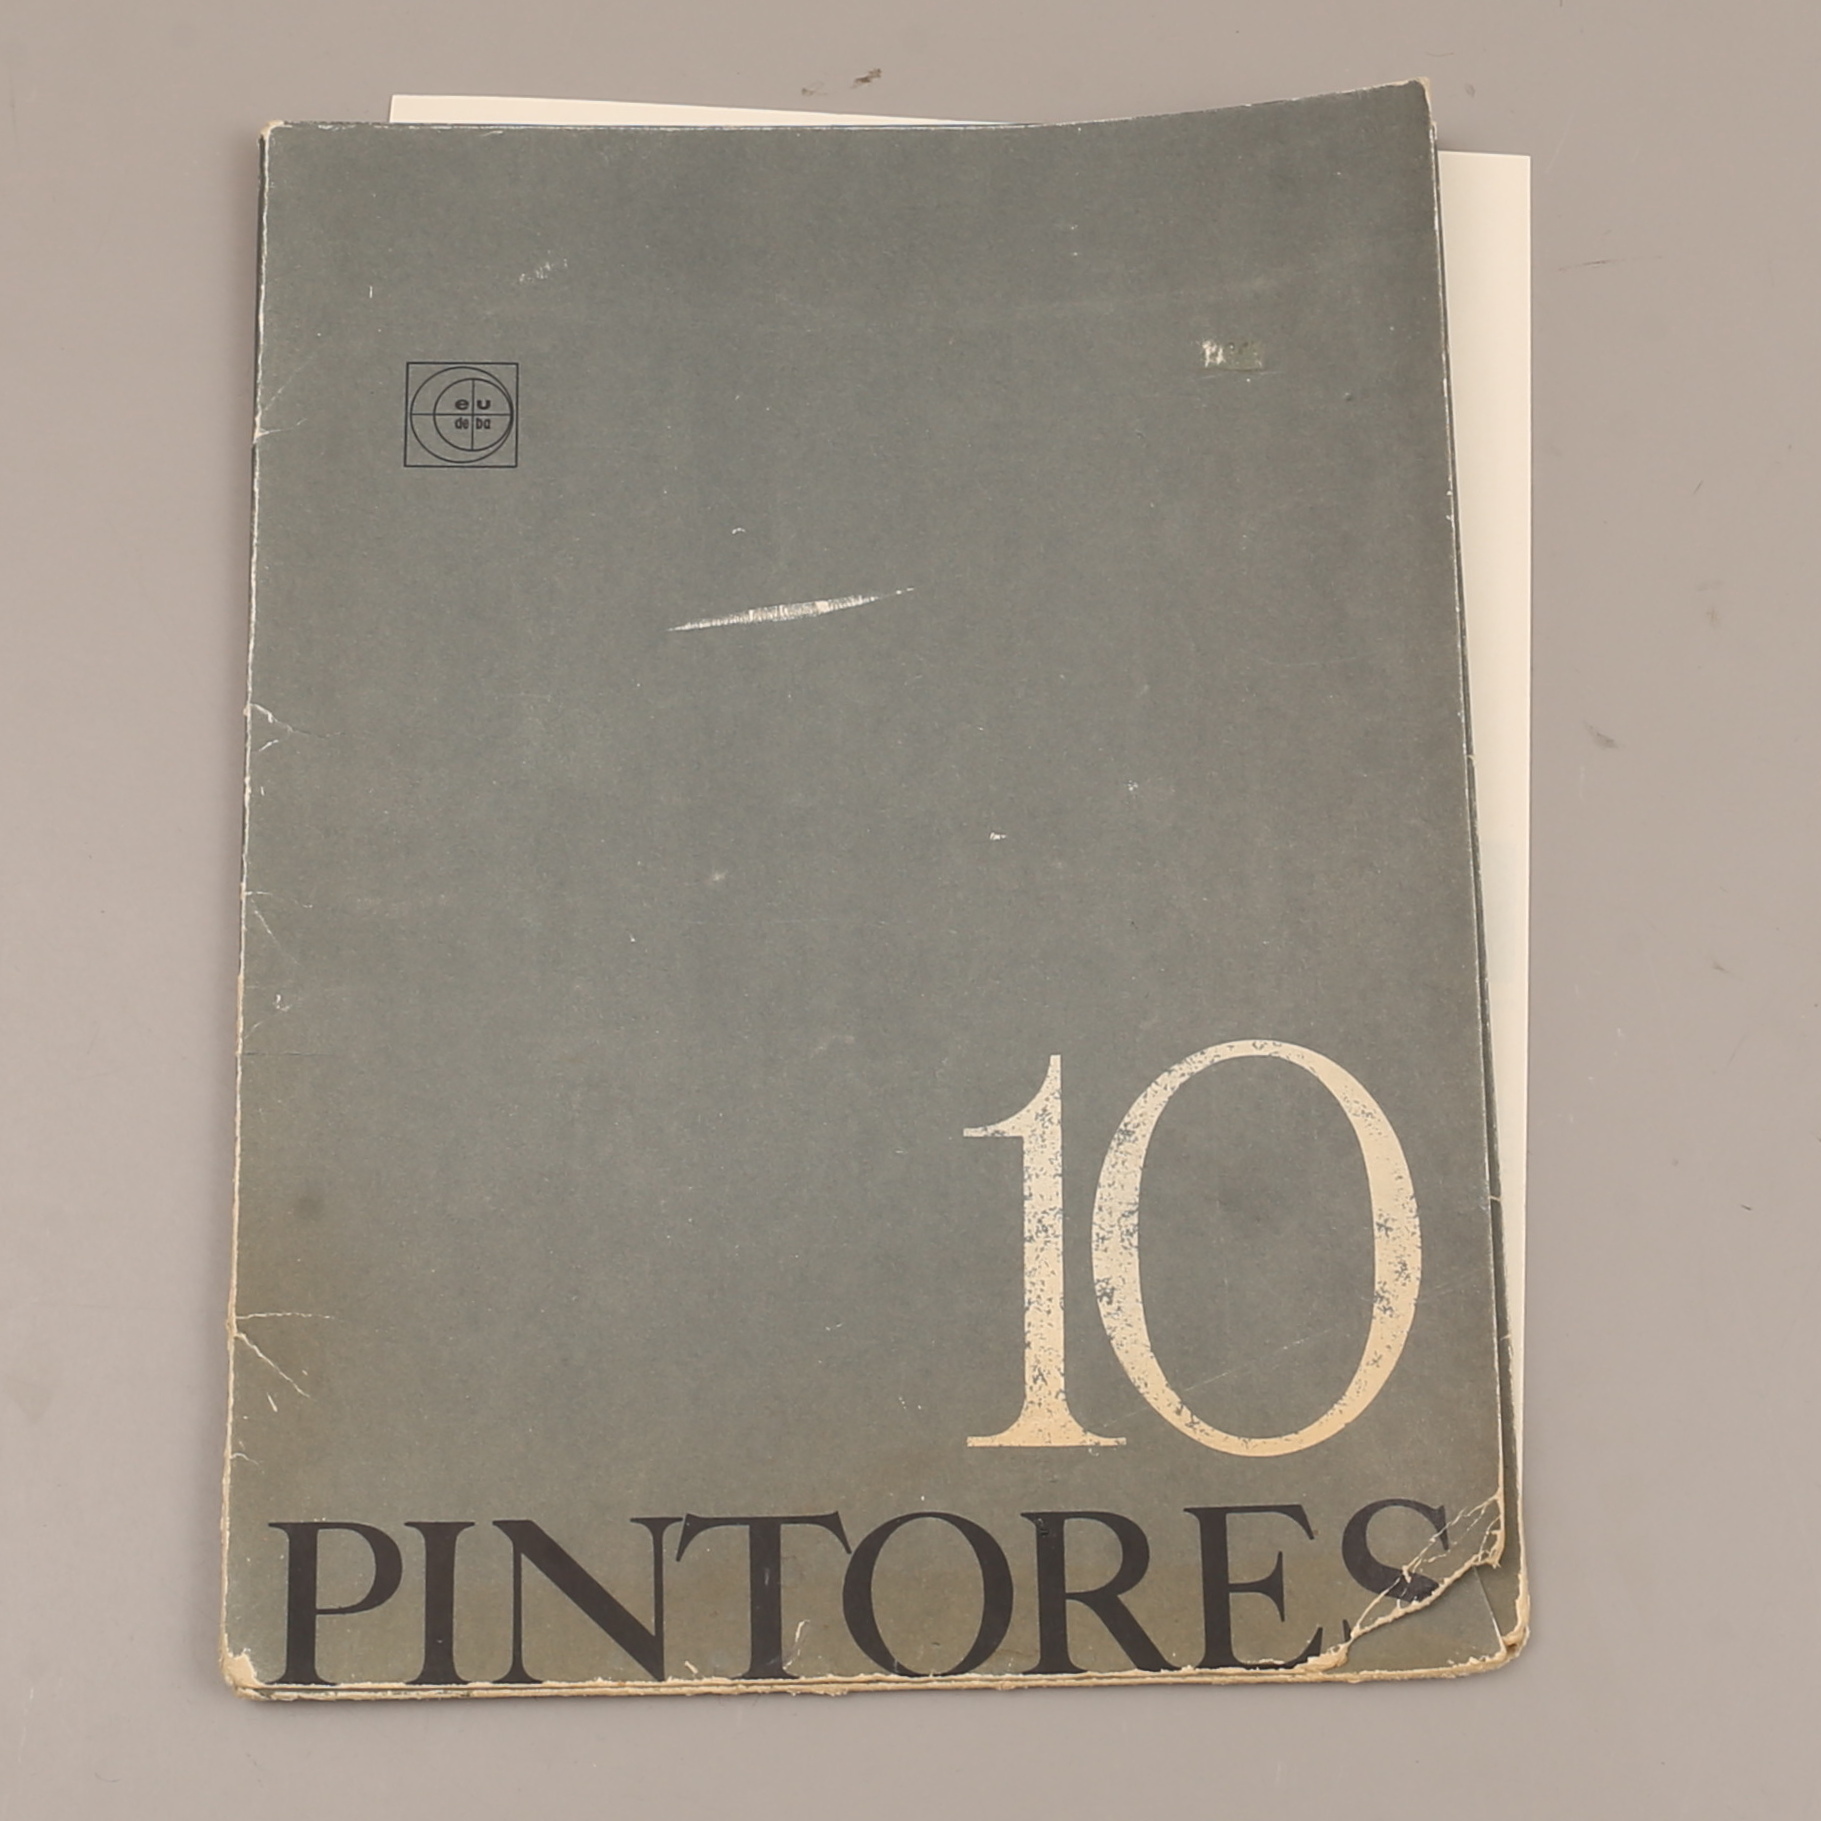 eu
de ba
10
PINTORES